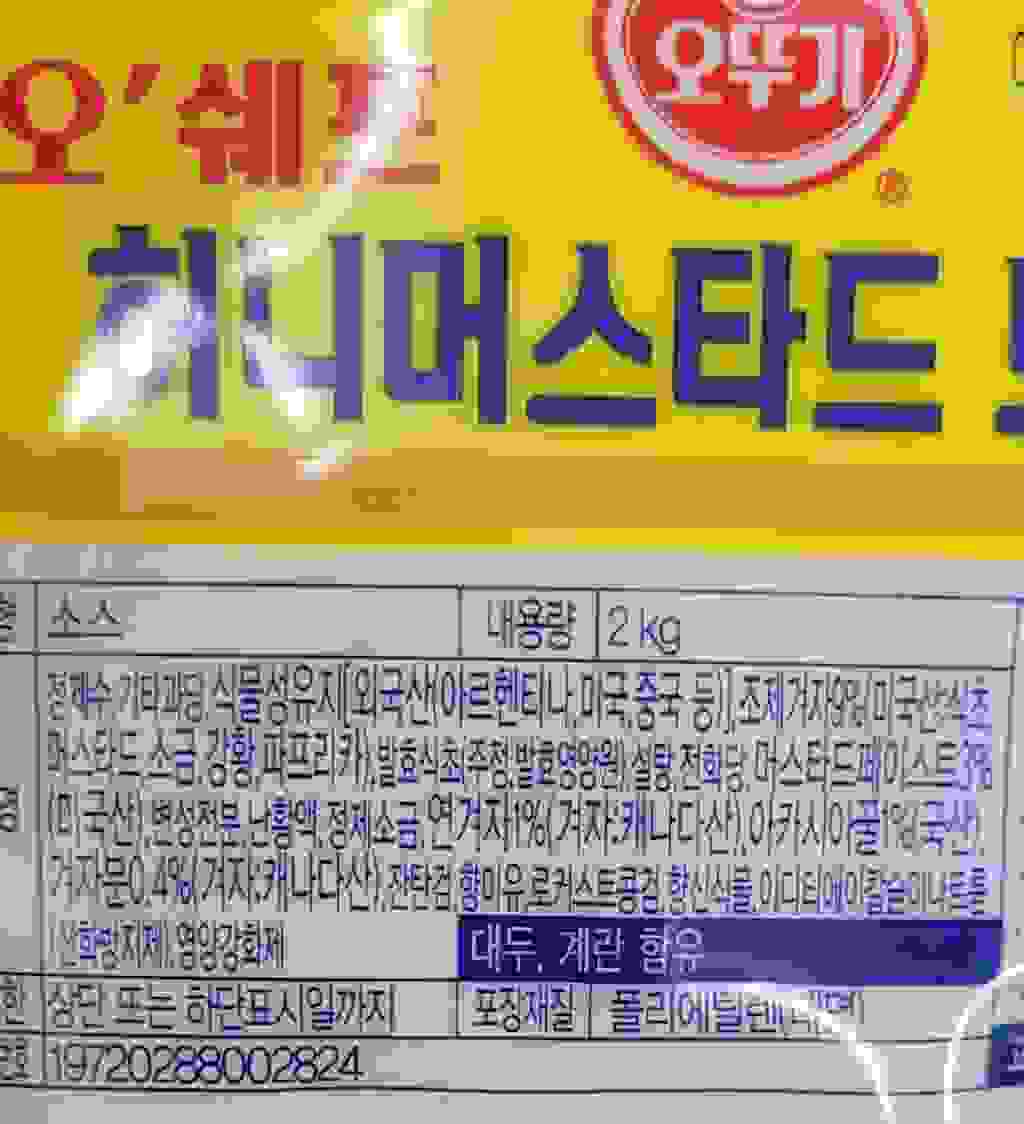 오뚜기
오'쉐프
허니머스타드
소스 내용량 2 kg
정제수, 기타과당, 식물성유지[외국산(아르헨티나, 미국, 중국 등)], 조제겨자9%(미국산:식초,
머스타드, 소금, 강황, 파프리카), 발효식초(주정, 발효영양원), 설탕, 전화당, 머스타드페이스트
(미국산), 변성전분, 난황액, 정제소금, 연겨자1%(겨자:캐나다산), 아카시아꿀1%(국산),
겨자분0.4%(겨자:캐나다산), 잔탄검, 향미유, 로커스트콩검, 향신식물, 이디티에이칼슘이나트륨
(산화방지제), 영양강화제 대두, 계란 함유
상단 또는 하단표시일까지 포장재질 폴리에틸렌
19720288002824